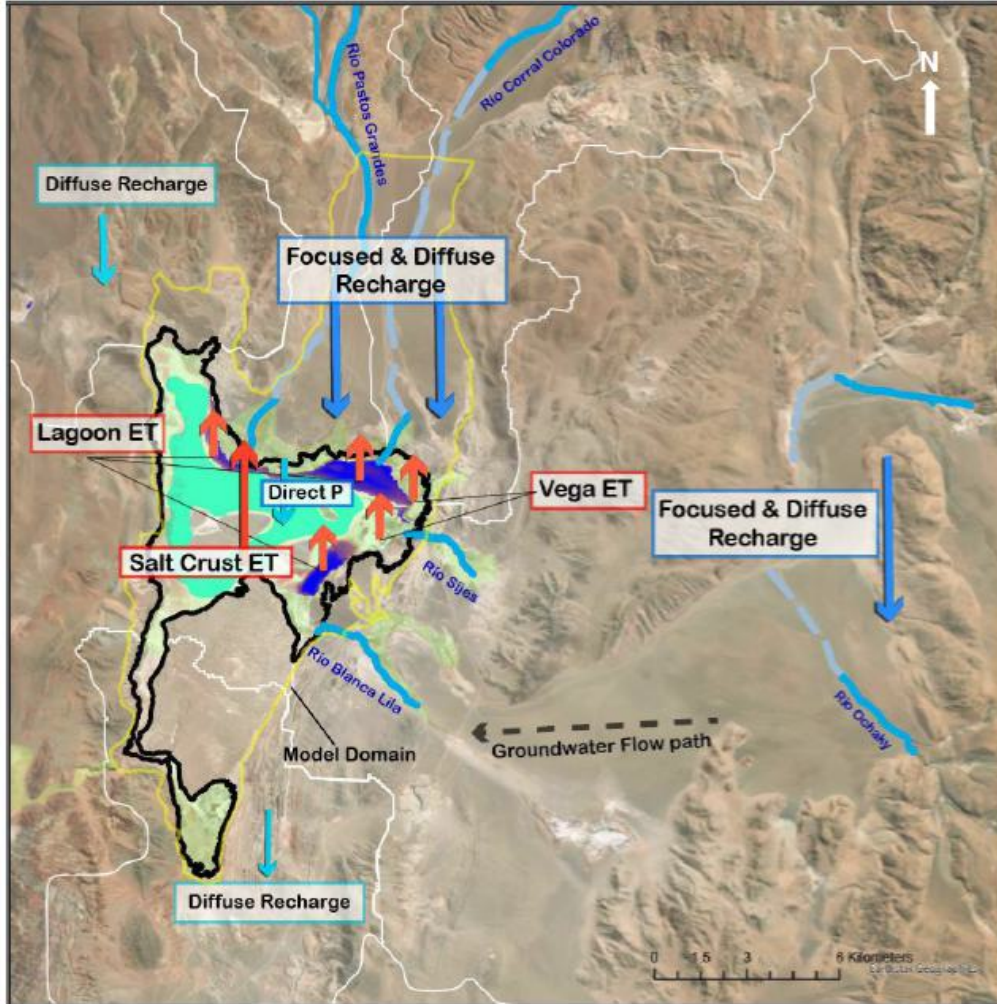 Río Pastos Grandes
Río Corral Colorado
N
Diffuse Recharge
Focused & Diffuse
Recharge
Lagoon ET
Direct P
Vega ET
Focused & Diffuse
Recharge
Salt Crust ET
Río Sijes
Río Blanca Lila
Río Ochaky
Groundwater Flow path
Model Domain
Diffuse Recharge
0 1.5 3 6 Kilometers